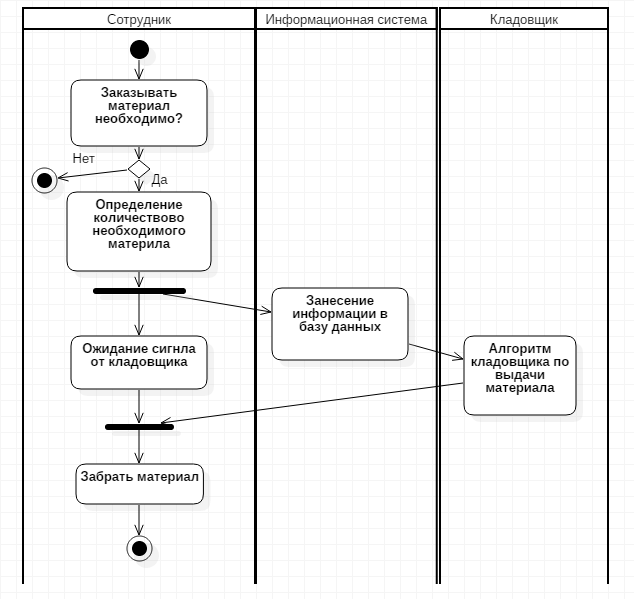 Сотрудник
Информационная система
Кладовщик
Заказывать
материал
необходимо?
Нет
Да
Определение
количествово
необходимого
материла
Занесение
информации в
базу данных
Ожидание сигнла
от кладовщика
Алгоритм
кладовщика по
выдачи
материала
Забрать материал